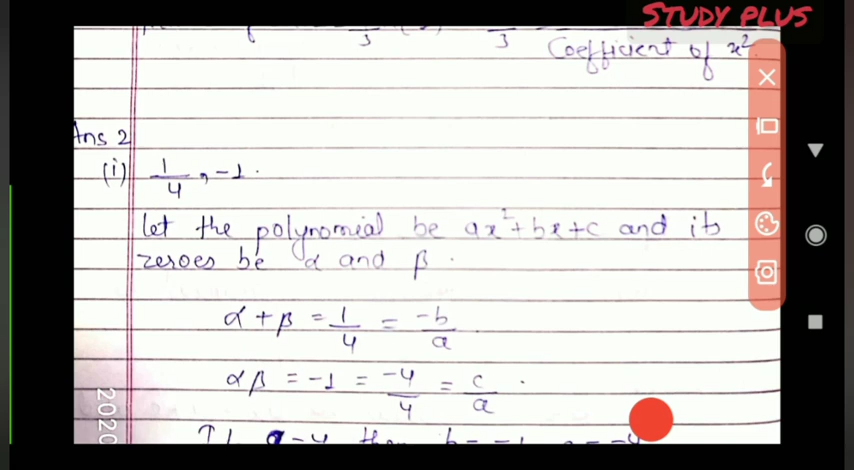 STUDY PLUS
Coefficient of x²
Ans 2
(i) 1/4, -1.
let the polynomial be ax²+bx+c and its
zeroes be α and β.
α + β = 1/4 = -b/a
αβ = -1 = -4/4 = c/a.
2020